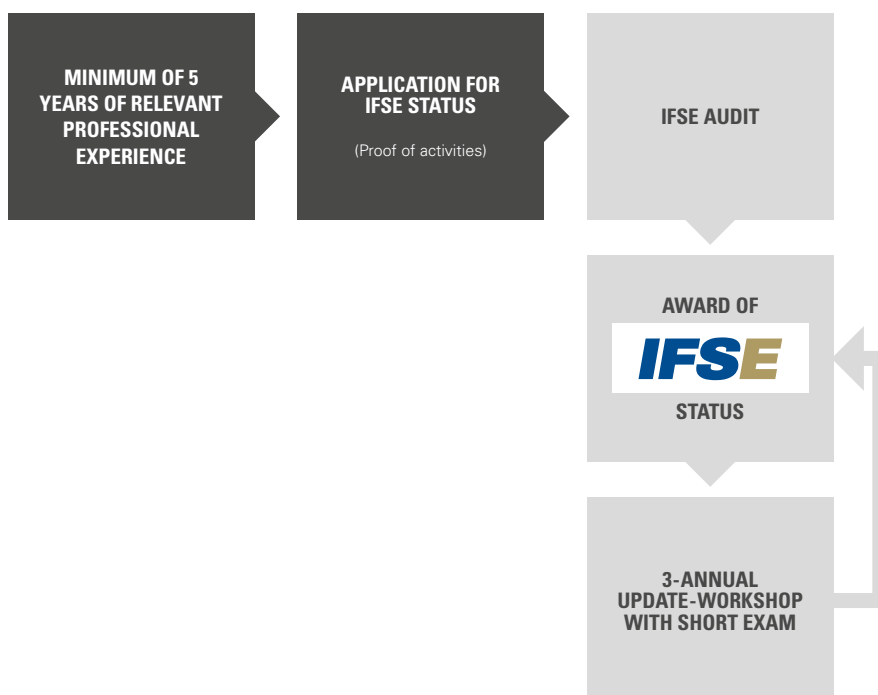 MINIMUM OF 5
YEARS OF RELEVANT
PROFESSIONAL
EXPERIENCE
APPLICATION FOR
IFSE STATUS
(Proof of activities)
IFSE AUDIT
AWARD OF
IFSE
STATUS
3-ANNUAL
UPDATE-WORKSHOP
WITH SHORT EXAM